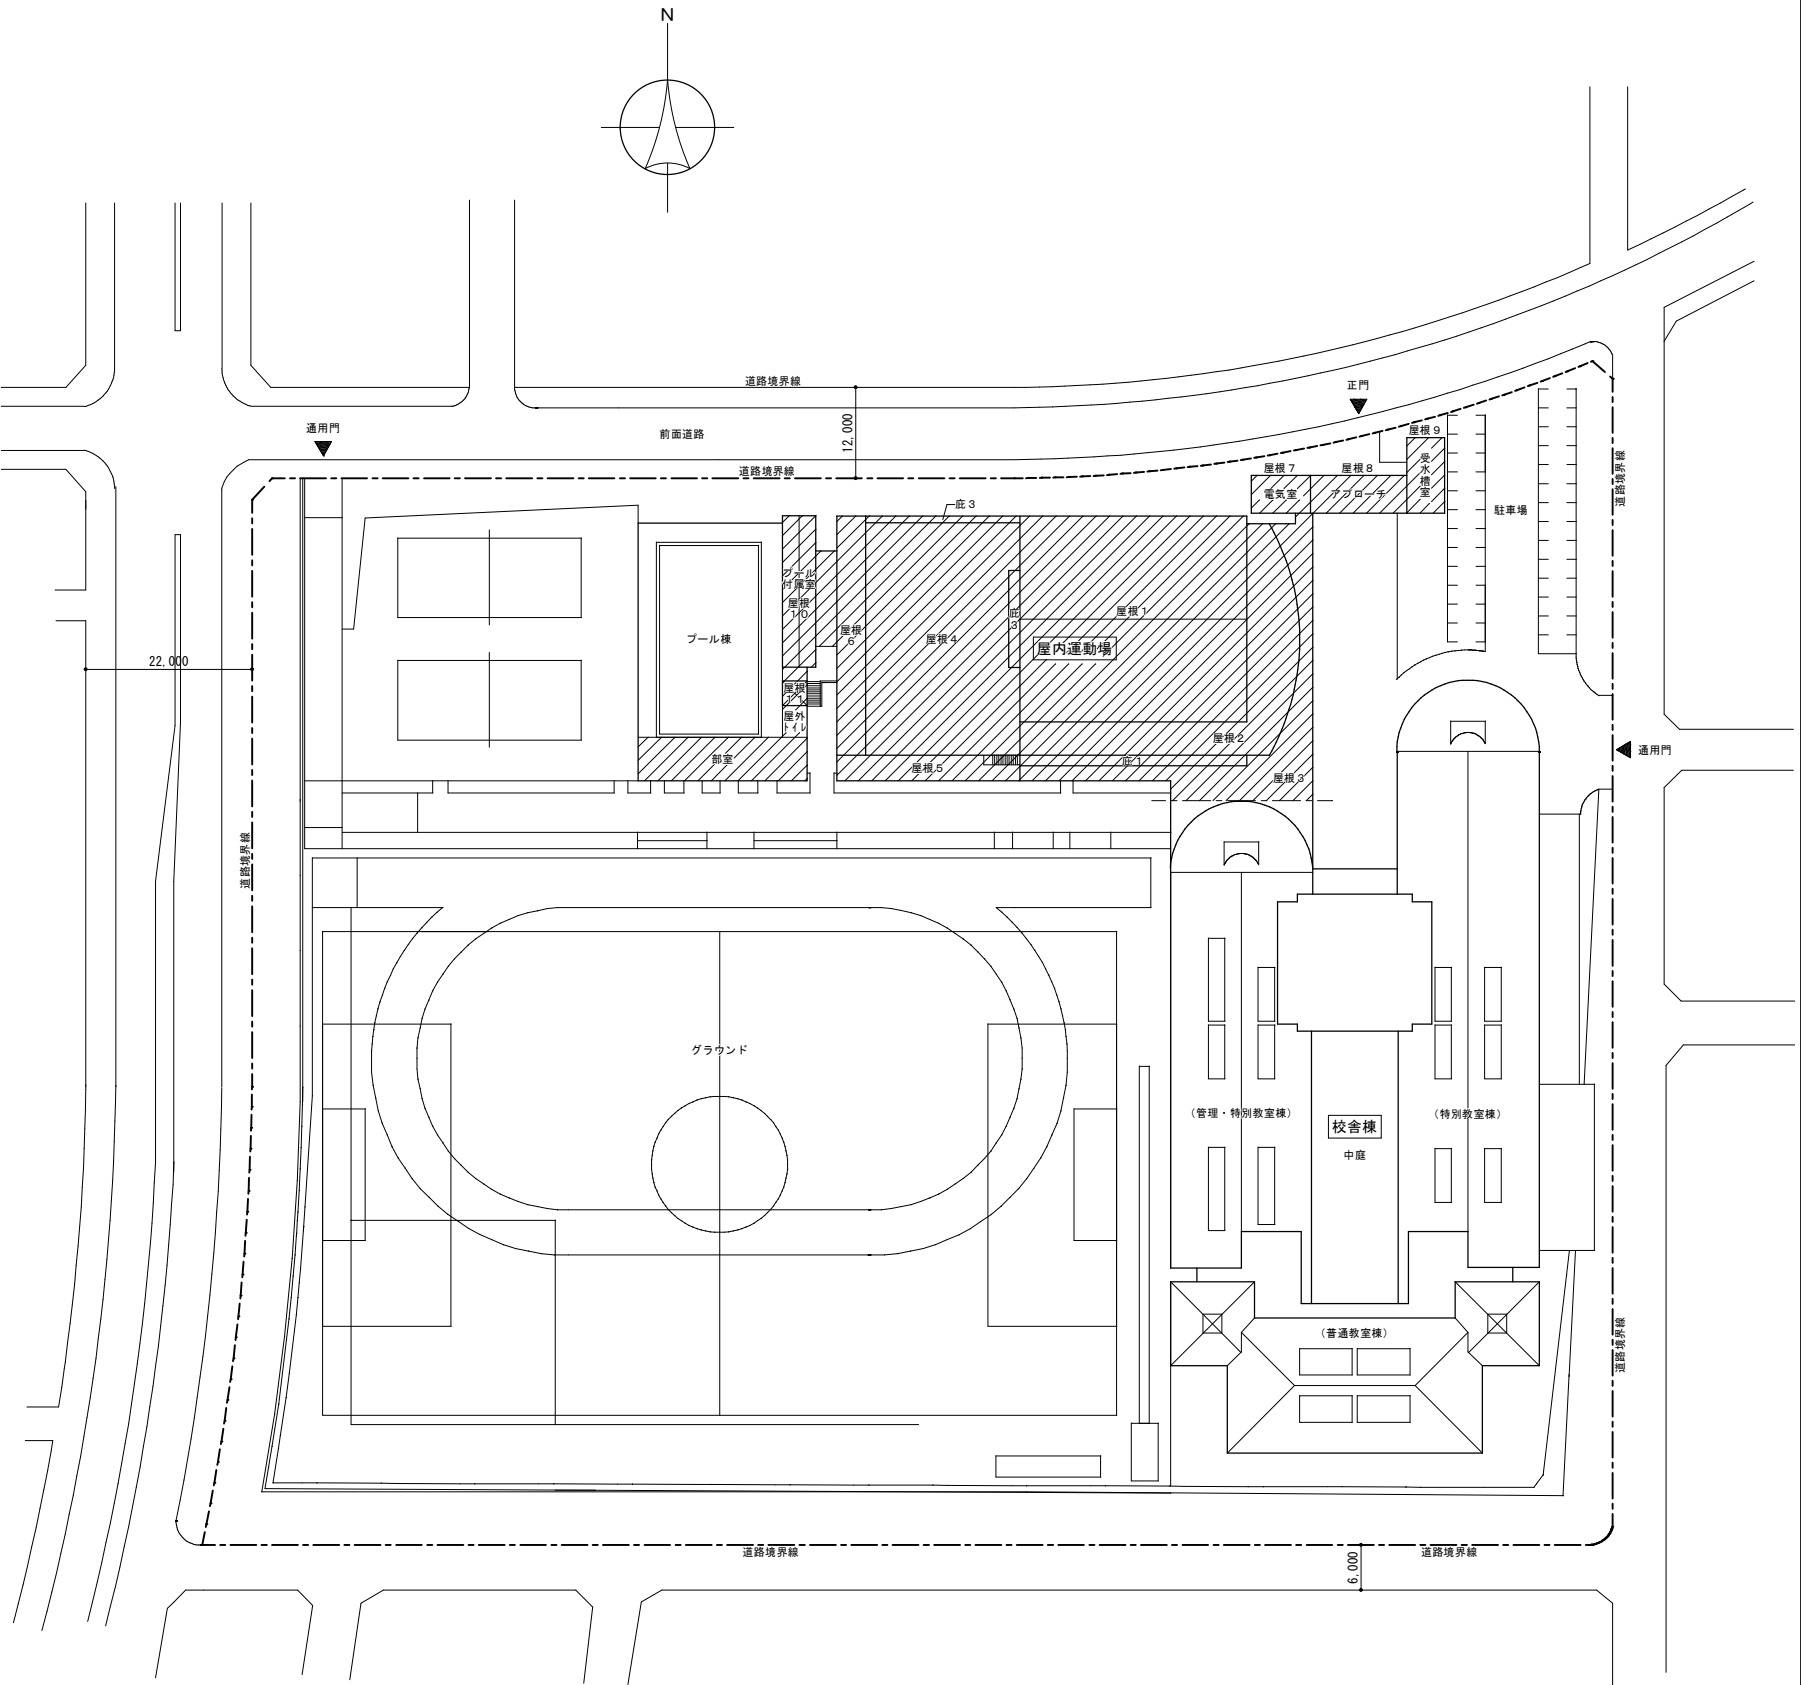 N
道路境界線
正門
通用門
前面道路
12,000
屋根9
道路境界線
道路境界線
屋根7
屋根8
受水槽室
電気室
アプローチ
駐車場
庇3
プール
付属室
屋根
10
屋根
6
屋根4
庇
3
屋根1
プール棟
屋内運動場
22,000
屋根
11
屋外
トイレ
屋根2
部室
屋根5
庇1
屋根3
通用門
道路境界線
グラウンド
(管理・特別教室棟)
(特別教室棟)
校舎棟
中庭
(普通教室棟)
道路境界線
道路境界線
道路境界線
6,000